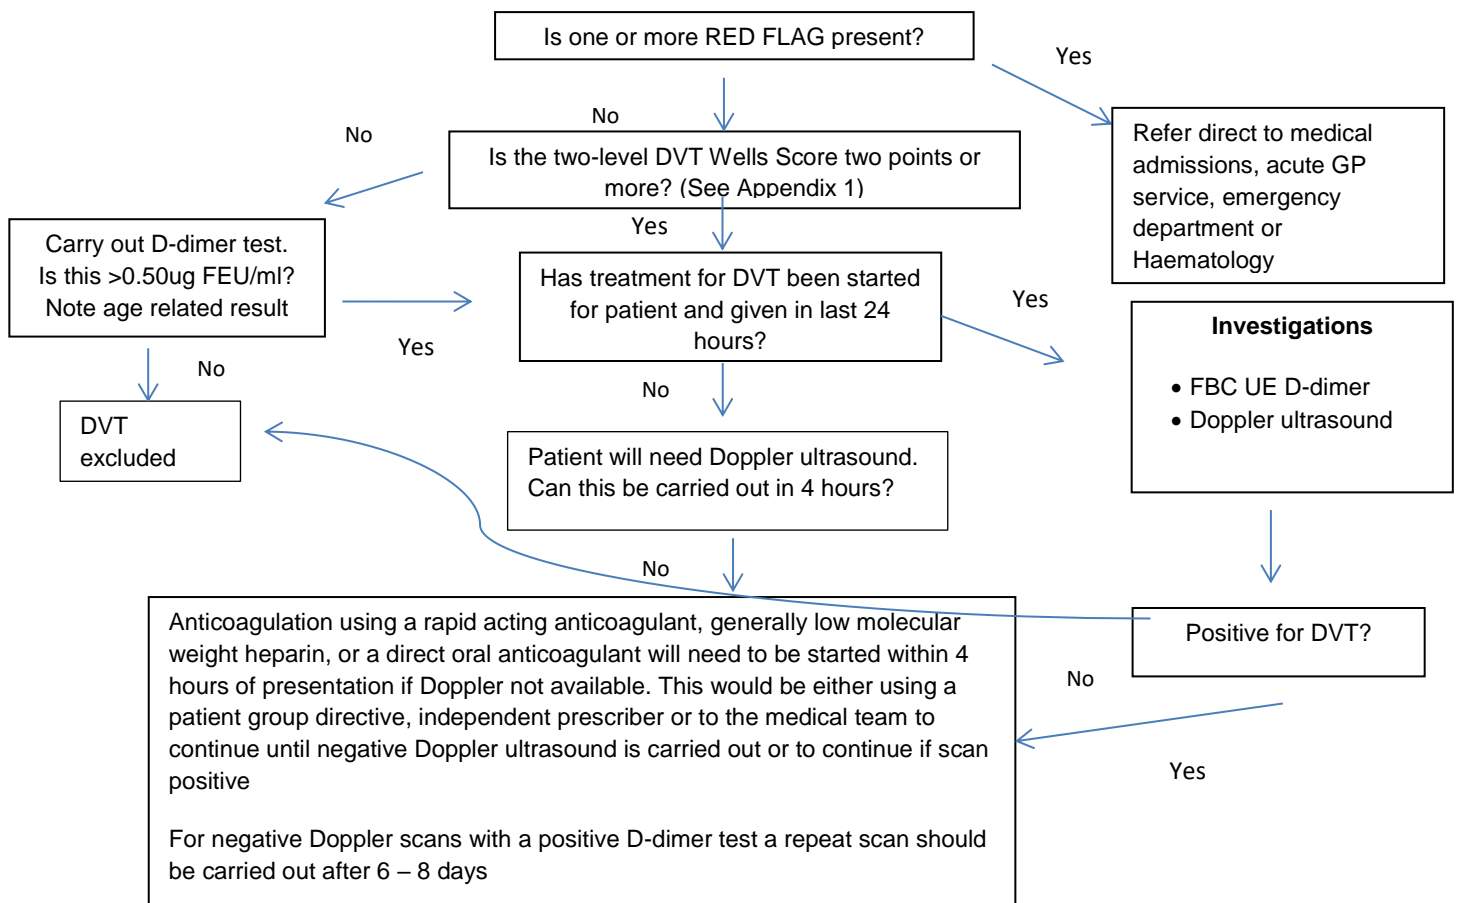 Is one or more RED FLAG present?
Yes
No
No
Refer direct to medical
admissions, acute GP
service, emergency
department or
Haematology
Is the two-level DVT Wells Score two points or
more? (See Appendix 1)
Yes
Carry out D-dimer test.
Is this >0.50ug FEU/ml?
Note age related result
Yes
No
Has treatment for DVT been started
for patient and given in last 24
hours?
Yes
No
Investigations
• FBC UE D-dimer
• Doppler ultrasound
DVT
excluded
Patient will need Doppler ultrasound.
Can this be carried out in 4 hours?
No
Anticoagulation using a rapid acting anticoagulant, generally low molecular
weight heparin, or a direct oral anticoagulant will need to be started within 4
hours of presentation if Doppler not available. This would be either using a
patient group directive, independent prescriber or to the medical team to
continue until negative Doppler ultrasound is carried out or to continue if scan
positive
For negative Doppler scans with a positive D-dimer test a repeat scan should
be carried out after 6 – 8 days
Positive for DVT?
No
Yes